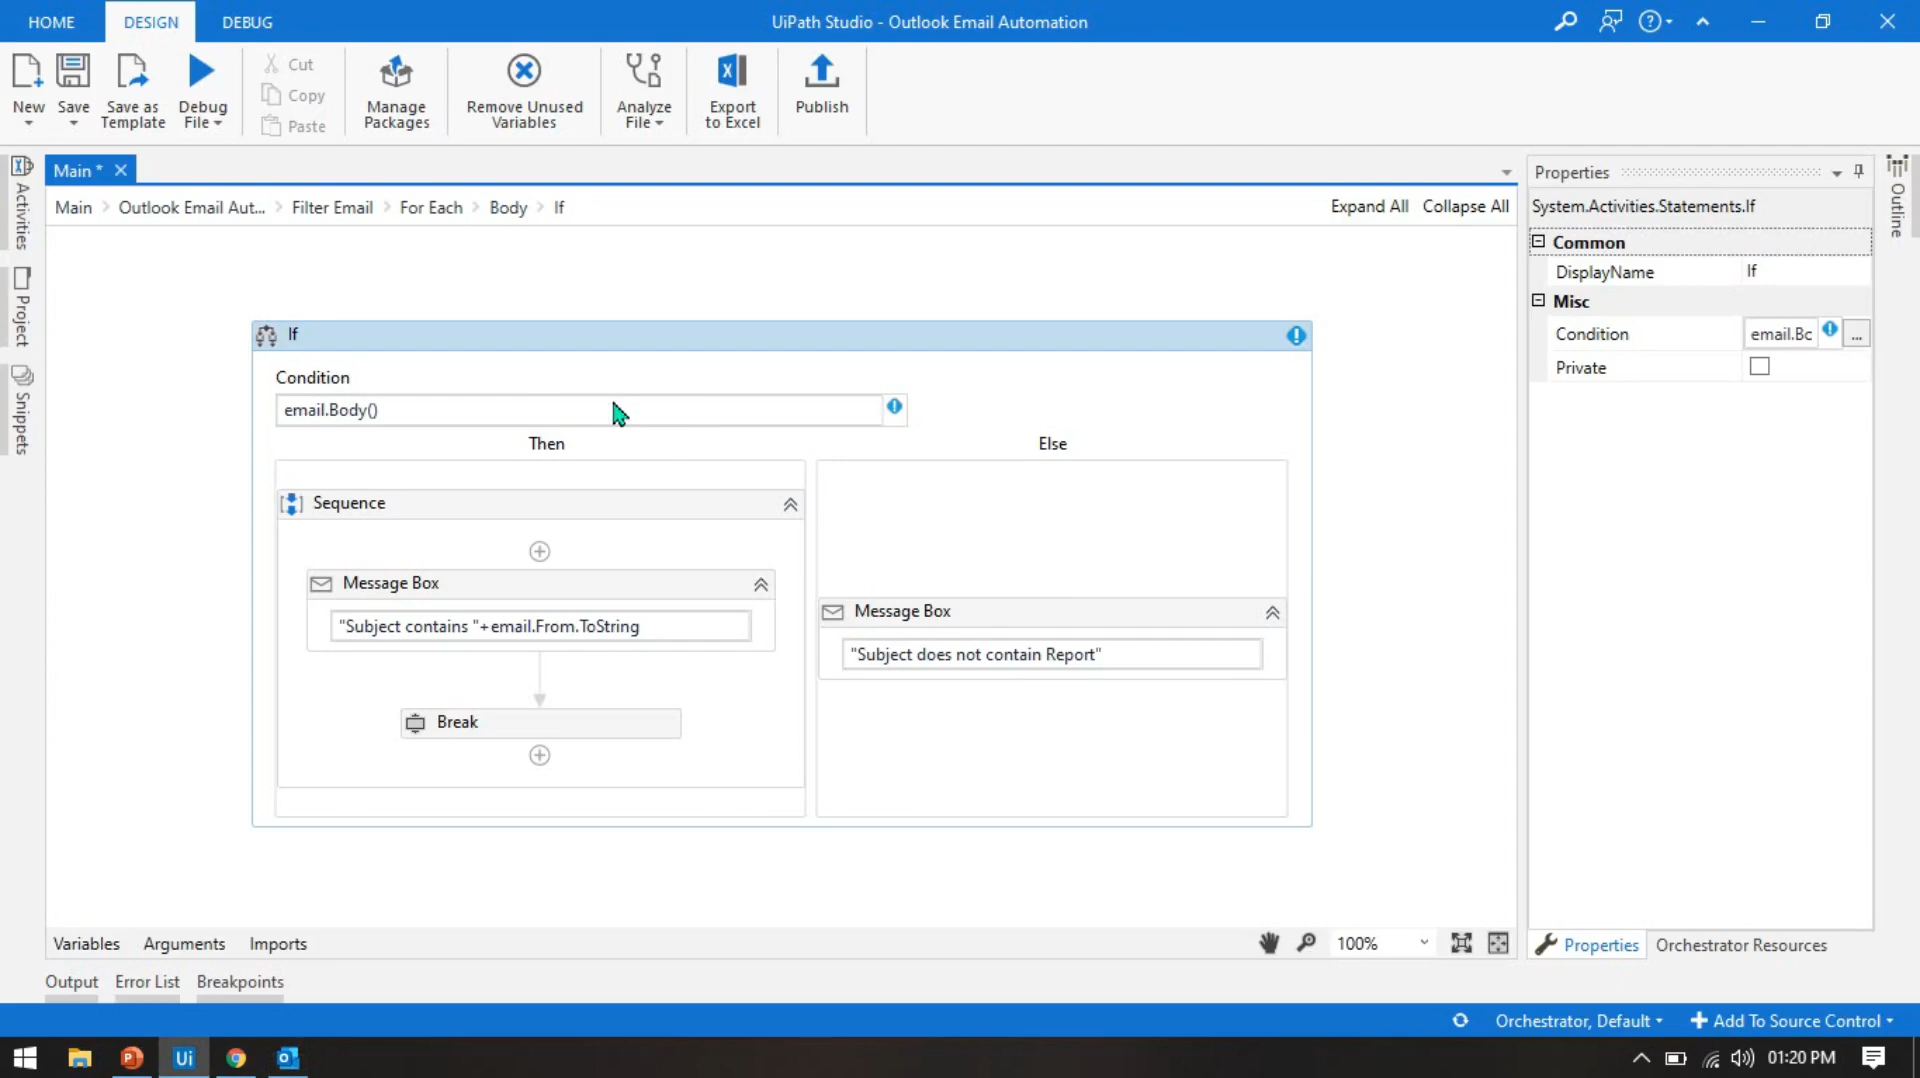 HOME
DESIGN
DEBUG
UiPath Studio - Outlook Email Automation
New
Save
Save as
Template
Debug
File
Cut
Copy
Paste
Manage
Packages
Remove Unused
Variables
Analyze
File
Export
to Excel
Publish
Activities
Project
Snippets
Main *
Main
Outlook Email Aut...
Filter Email
For Each
Body
If
Expand All
Collapse All
If
Condition
email.Body()
Then
Else
Sequence
Message Box
"Subject contains "+email.From.ToString
Break
Message Box
"Subject does not contain Report"
Properties
System.Activities.Statements.If
Common
DisplayName If
Misc
Condition email.Bc ...
Private
Outline
Variables
Arguments
Imports
100%
Properties
Orchestrator Resources
Output
Error List
Breakpoints
Orchestrator, Default
Add To Source Control
Ui
01:20 PM